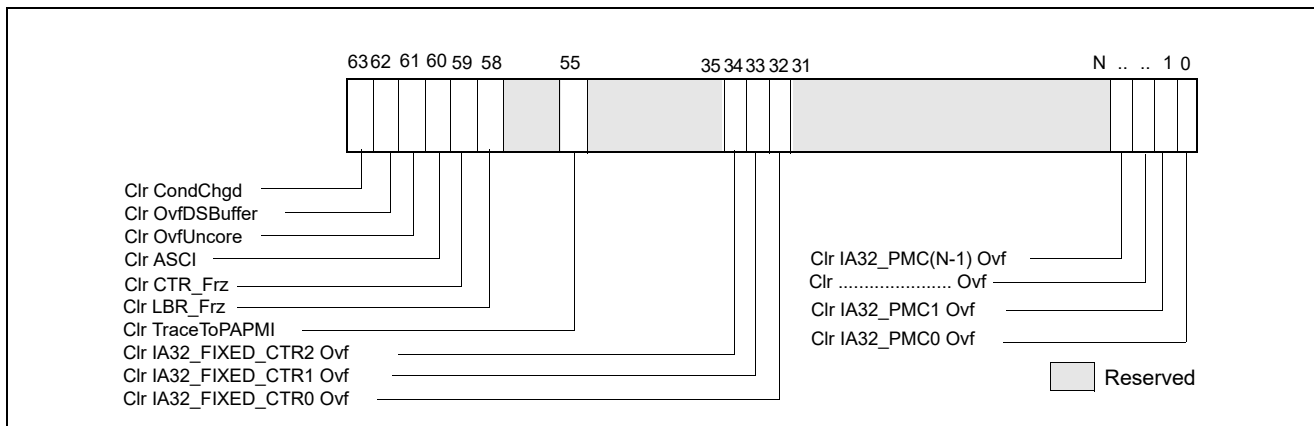 63 62 61 60 59 58 55 35 34 33 32 31 N .. .. 1 0
Clr CondChgd
Clr OvfDSBuffer
Clr OvfUncore
Clr ASCI
Clr CTR_Frz
Clr LBR_Frz
Clr TraceToPAPMI
Clr IA32_FIXED_CTR2 Ovf
Clr IA32_FIXED_CTR1 Ovf
Clr IA32_FIXED_CTR0 Ovf
Clr IA32_PMC(N-1) Ovf
Clr ...................... Ovf
Clr IA32_PMC1 Ovf
Clr IA32_PMC0 Ovf
Reserved